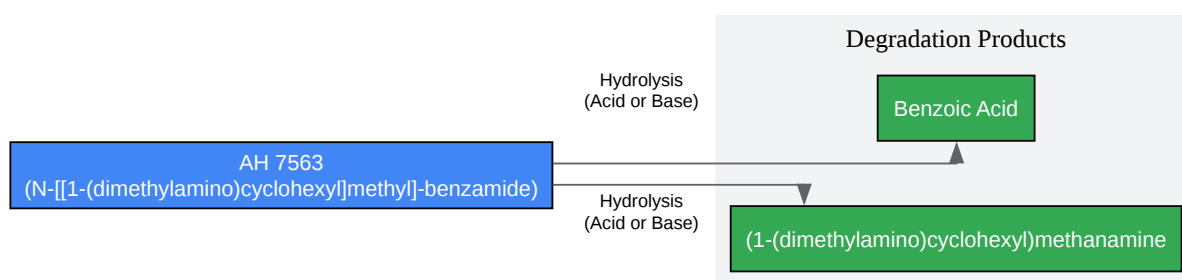 Degradation Products
Hydrolysis
(Acid or Base)
Benzoic Acid
AH 7563
(N-[[1-(dimethylamino)cyclohexyl]methyl]-benzamide)
Hydrolysis
(Acid or Base)
(1-(dimethylamino)cyclohexyl)methanamine